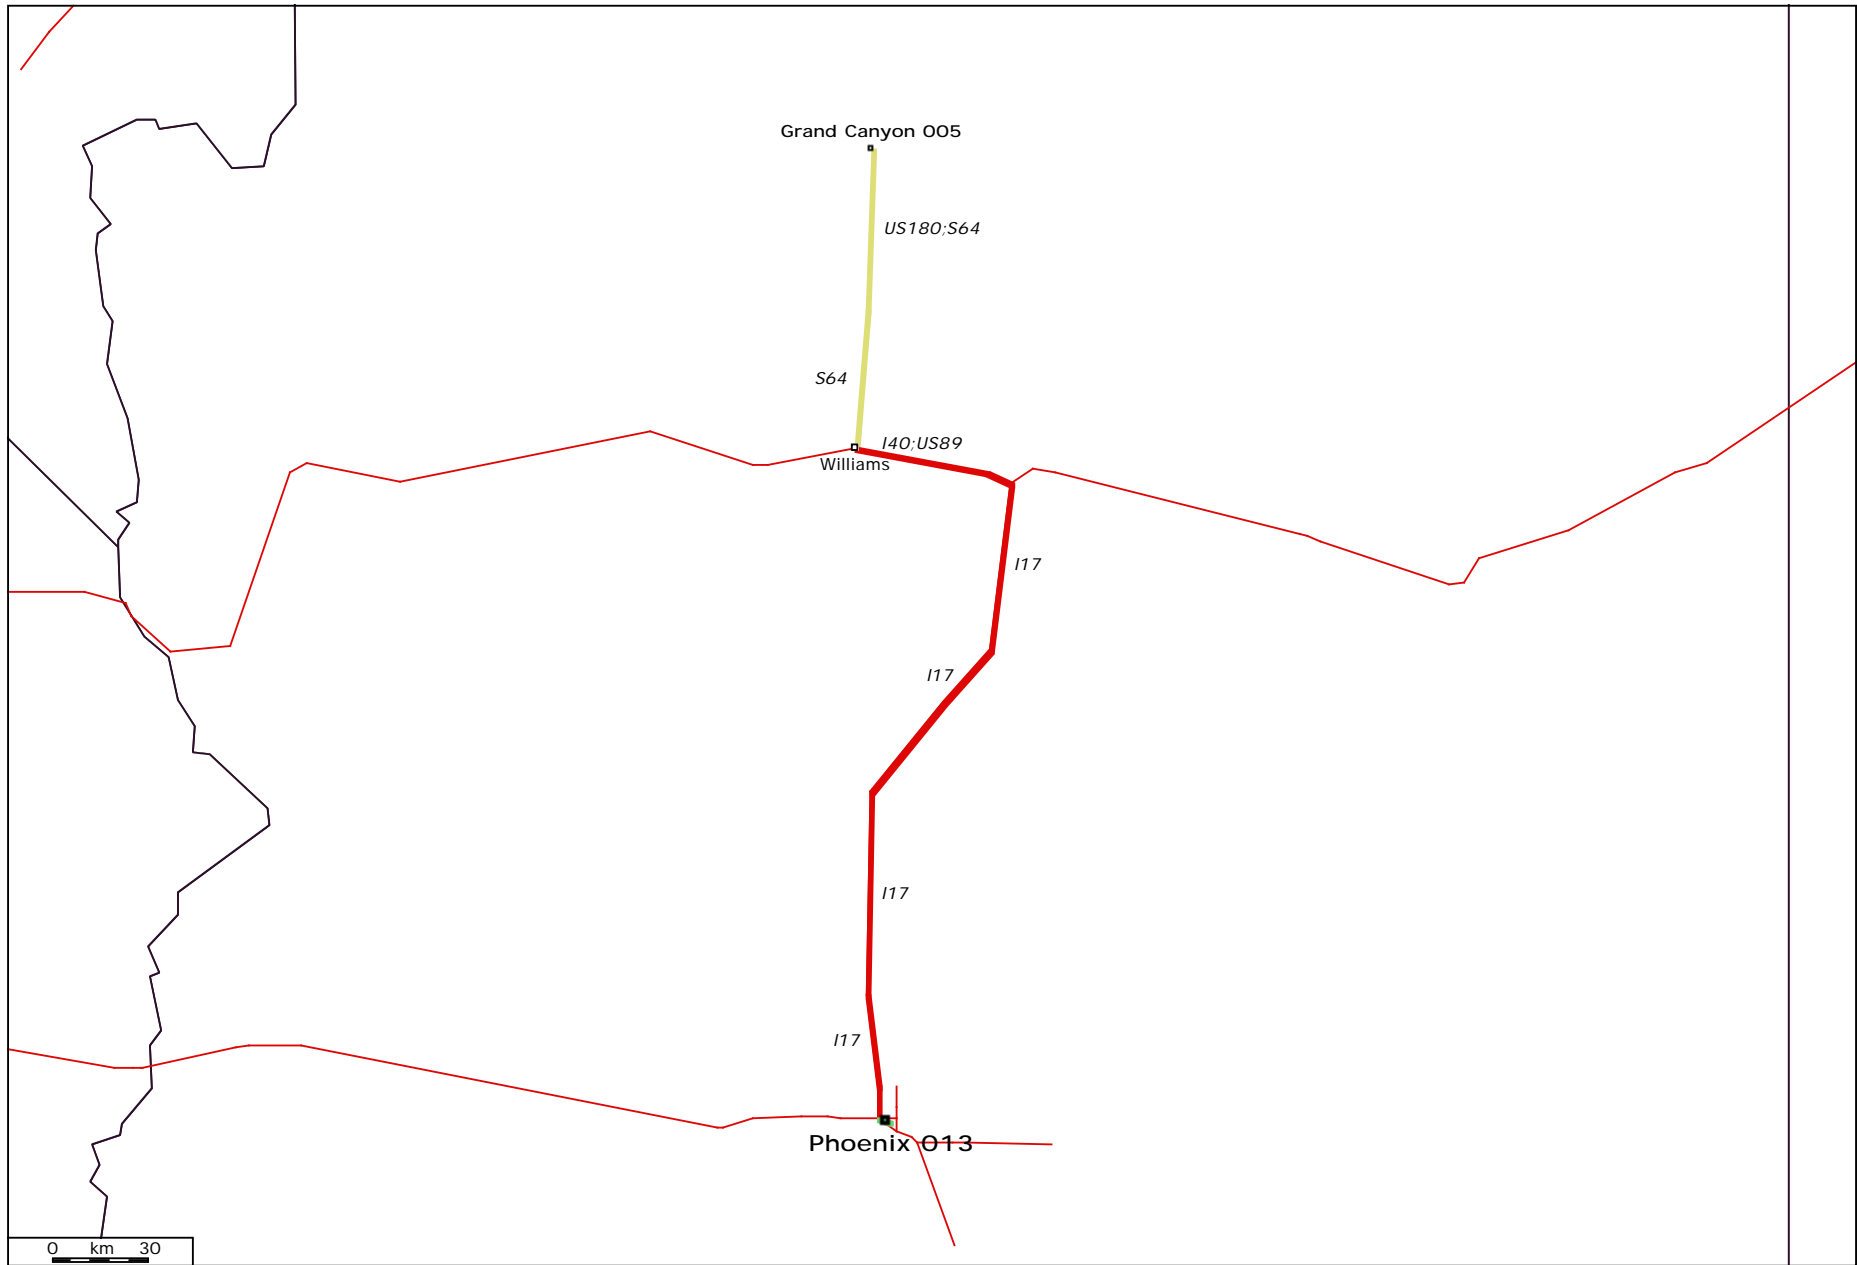 Grand Canyon 005
US180;S64
S64
I40;US89
Williams
I17
I17
I17
I17
Phoenix 013
0 km 30